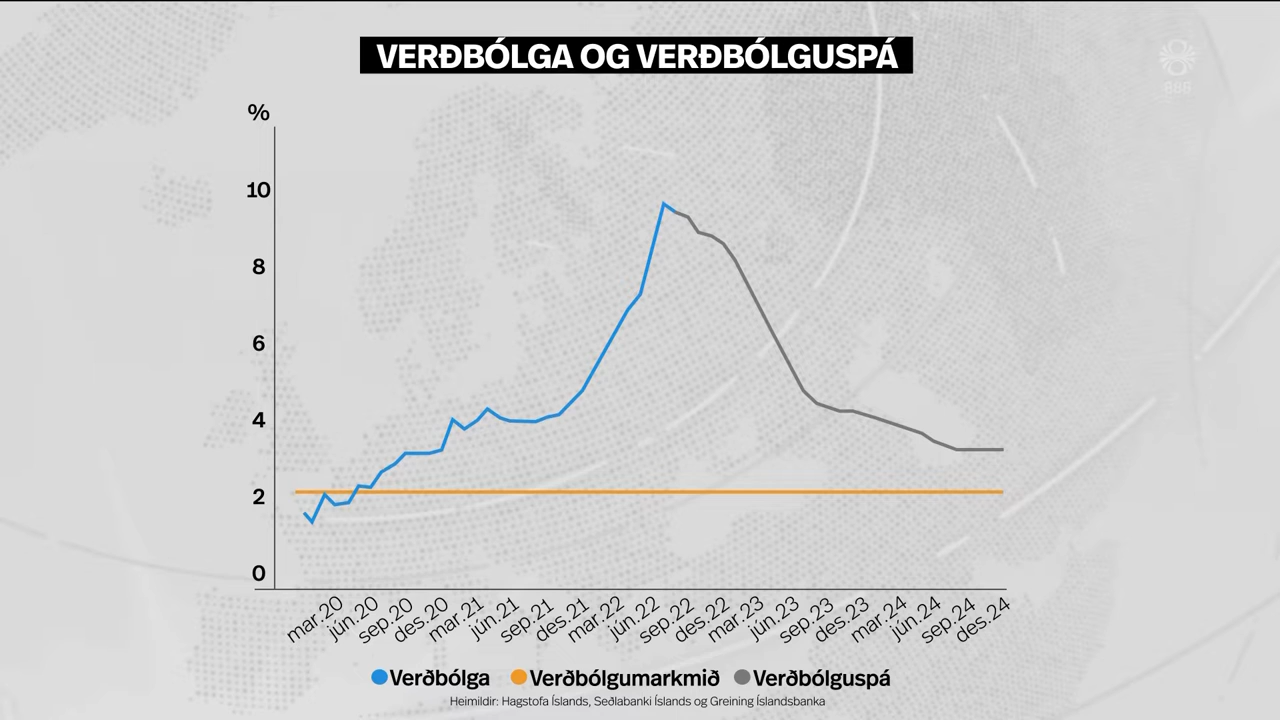 VERÐBÓLGA OG VERÐBÓLGUSPÁ
888
%
10
8
6
4
2
0
mar.20
jún.20
sep.20
des.20
mar.21
jún.21
sep.21
des.21
mar.22
jún.22
sep.22
des.22
mar.23
jún.23
sep.23
des.23
mar.24
jún.24
sep.24
des.24
Verðbólga Verðbólgumarkmið Verðbólguspá
Heimildir: Hagstofa Íslands, Seðlabanki Íslands og Greining Íslandsbanka